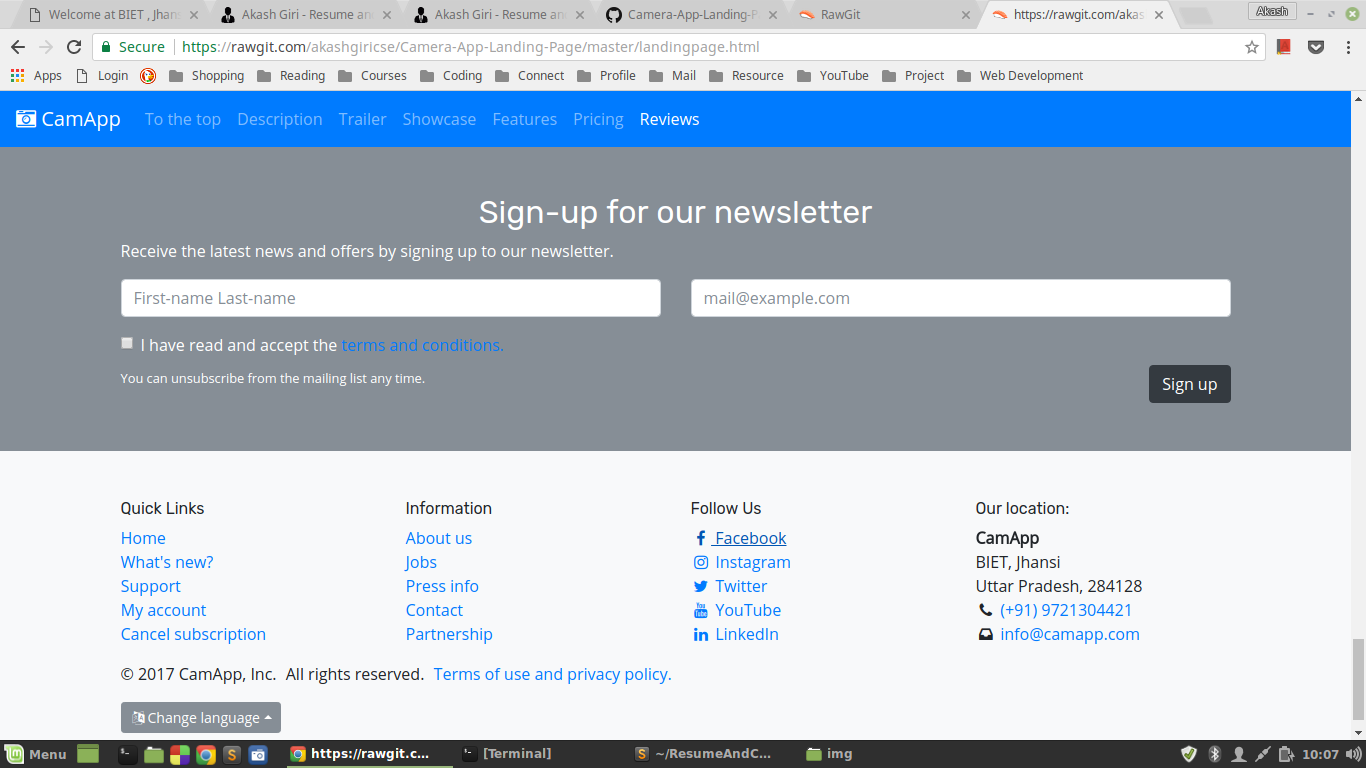 Welcome at BIET , Jhans
Akash Giri - Resume an
Akash Giri - Resume an
Camera-App-Landing-P
RawGit
https://rawgit.com/akas
Akash
Secure
https://rawgit.com/akashgiricse/Camera-App-Landing-Page/master/landingpage.html
Apps Login Shopping Reading Courses Coding Connect Profile Mail Resource YouTube Project Web Development
CamApp To the top Description Trailer Showcase Features Pricing Reviews
Sign-up for our newsletter
Receive the latest news and offers by signing up to our newsletter.
First-name Last-name
mail@example.com
I have read and accept the terms and conditions.
You can unsubscribe from the mailing list any time.
Sign up
Quick Links
Home
What's new?
Support
My account
Cancel subscription
Information
About us
Jobs
Press info
Contact
Partnership
Follow Us
Facebook
Instagram
Twitter
YouTube
LinkedIn
Our location:
CamApp
BIET, Jhansi
Uttar Pradesh, 284128
(+91) 9721304421
info@camapp.com
© 2017 CamApp, Inc. All rights reserved. Terms of use and privacy policy.
Change language
Menu https://rawgit.c... [Terminal] ~/ResumeAndC... img 10:07